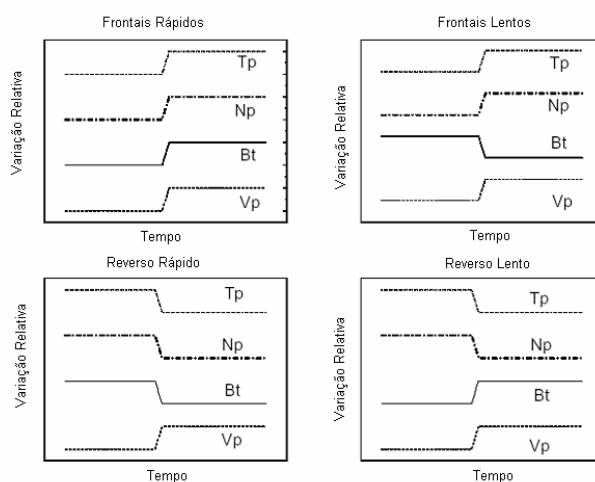 Frontais Rápidos
Variação Relativa
Tp
Np
Bt
Vp
Tempo
Frontais Lentos
Variação Relativa
Tp
Np
Bt
Vp
Tempo
Reverso Rápido
Variação Relativa
Tp
Np
Bt
Vp
Tempo
Reverso Lento
Variação Relativa
Tp
Np
Bt
Vp
Tempo